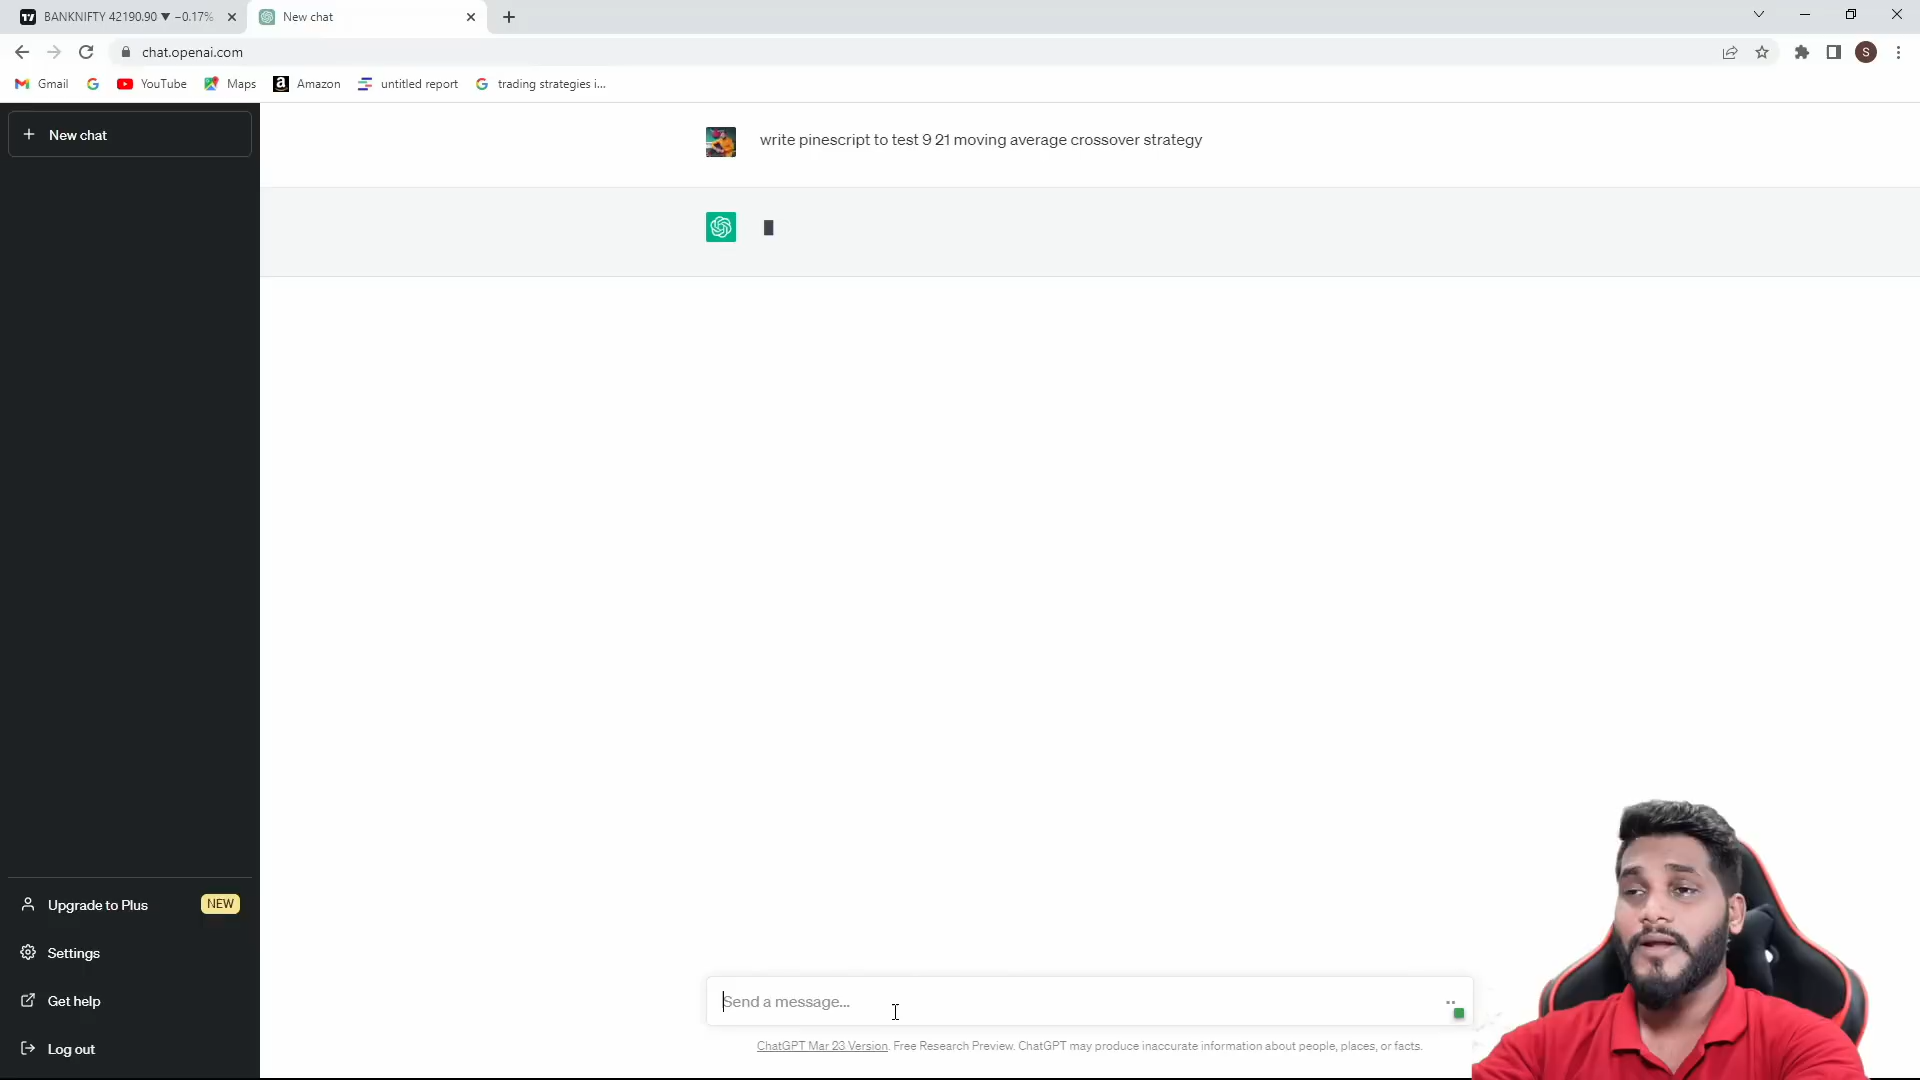 BANKNIFTY 42190.90 ▼ −0.17%
New chat
chat.openai.com
S
Gmail
YouTube
Maps
Amazon
untitled report
trading strategies i...
New chat
write pinescript to test 9 21 moving average crossover strategy
Upgrade to Plus
NEW
Settings
Get help
Log out
Send a message...
ChatGPT Mar 23 Version. Free Research Preview. ChatGPT may produce inaccurate information about people, places, or facts.